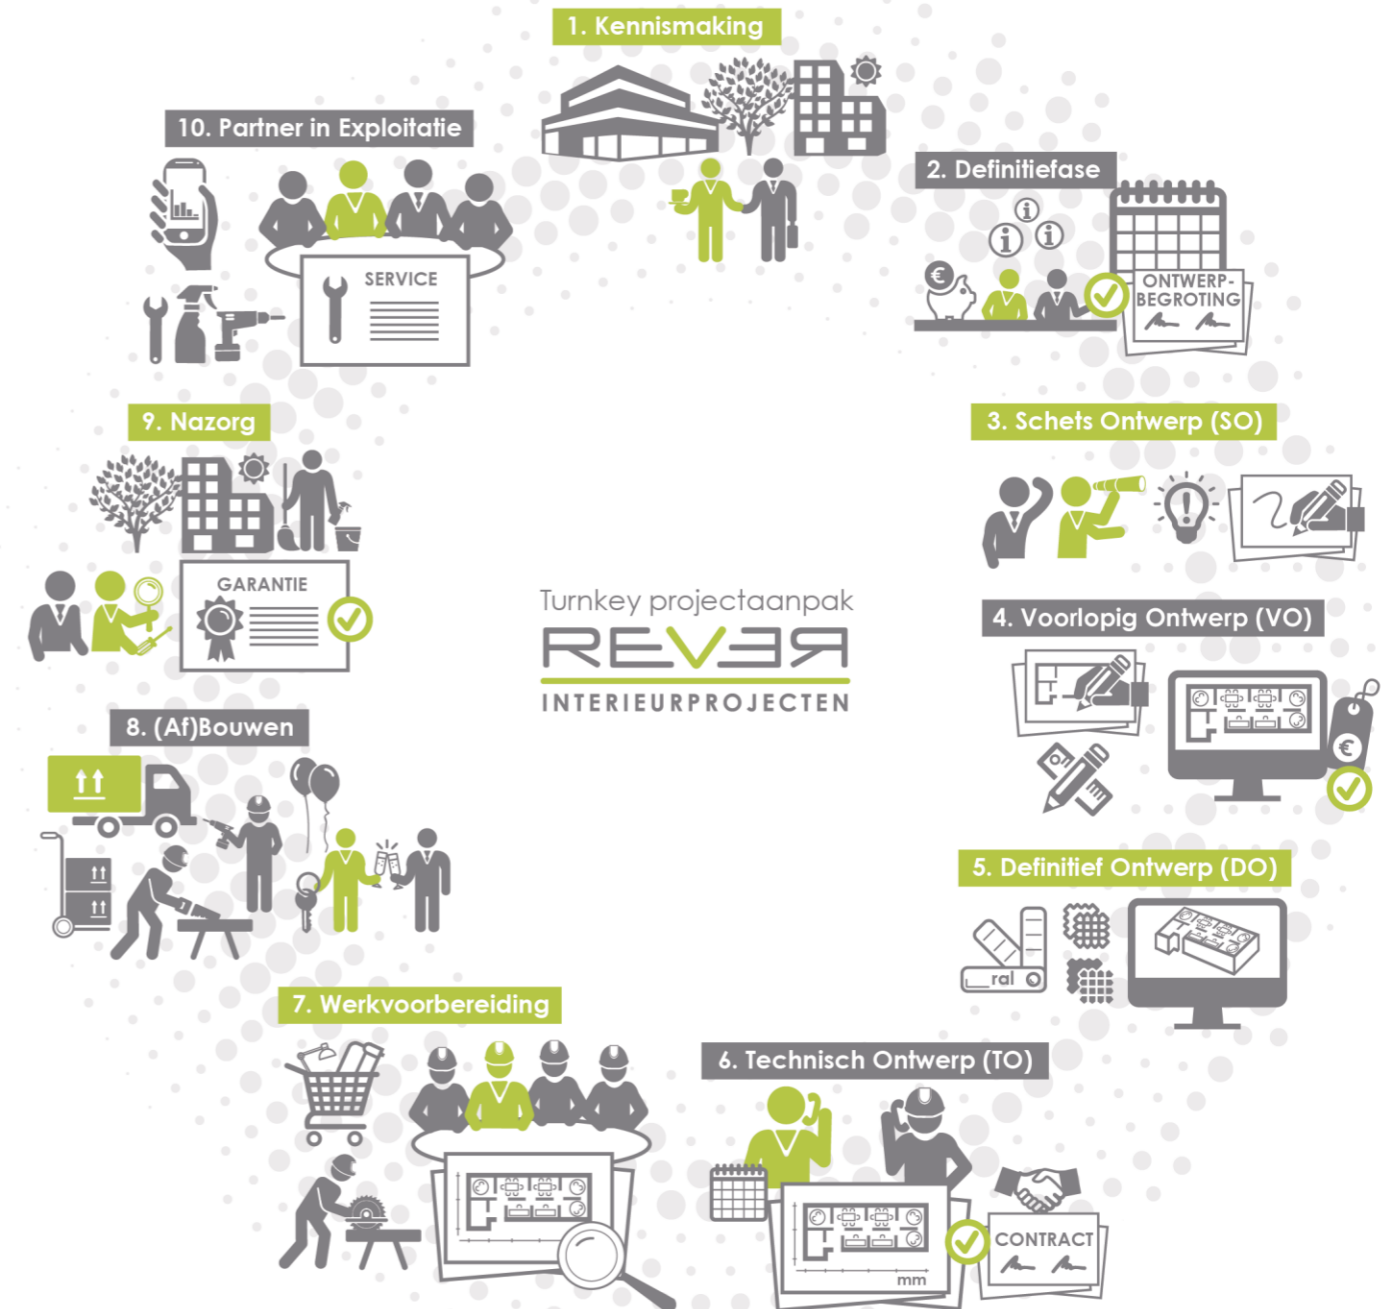 1. Kennismaking
2. Definitiefase
ONTWERP-
BEGROTING
3. Schets Ontwerp (SO)
4. Voorlopig Ontwerp (VO)
€
5. Definitief Ontwerp (DO)
ral
6. Technisch Ontwerp (TO)
mm
CONTRACT
7. Werkvoorbereiding
8. (Af)Bouwen
9. Nazorg
GARANTIE
10. Partner in Exploitatie
SERVICE
Turnkey projectaanpak
REVER
INTERIEURPROJECTEN